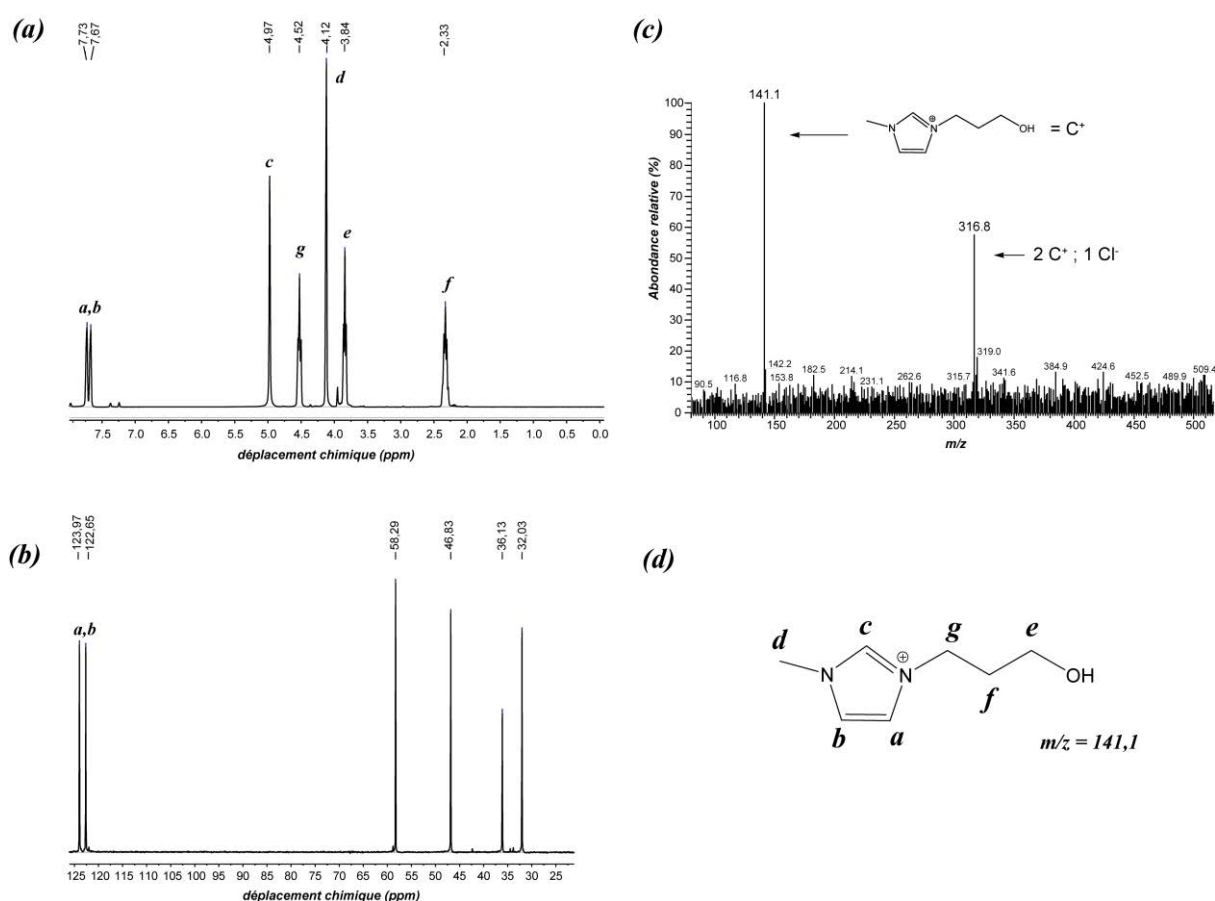 (a)
7,73
7,67
4,97
4,52
4,12
3,84
2,33
a,b
c
g
d
e
f
7.5 7.0 6.5 6.0 5.5 5.0 4.5 4.0 3.5 3.0 2.5 2.0 1.5 1.0 0.5 0.0
déplacement chimique (ppm)
(b)
123,97
122,65
58,29
46,83
36,13
32,03
a,b
125 120 115 110 105 100 95 90 85 80 75 70 65 60 55 50 45 40 35 30 25
déplacement chimique (ppm)
(c)
Abondance relative (%)
100
90
80
70
60
50
40
30
20
10
0
141.1
N
N
⊕
OH
= C⁺
316.8
2 C⁺ ; 1 Cl⁻
90.5
116.8
142.2
153.8
182.5
214.1
231.1
262.6
315.7
319.0
341.6
384.9
424.6
452.5
489.9
509.4
100 150 200 250 300 350 400 450 500
m/z
(d)
d
c
g
e
N
⊕
N
OH
f
b
a
m/z = 141,1